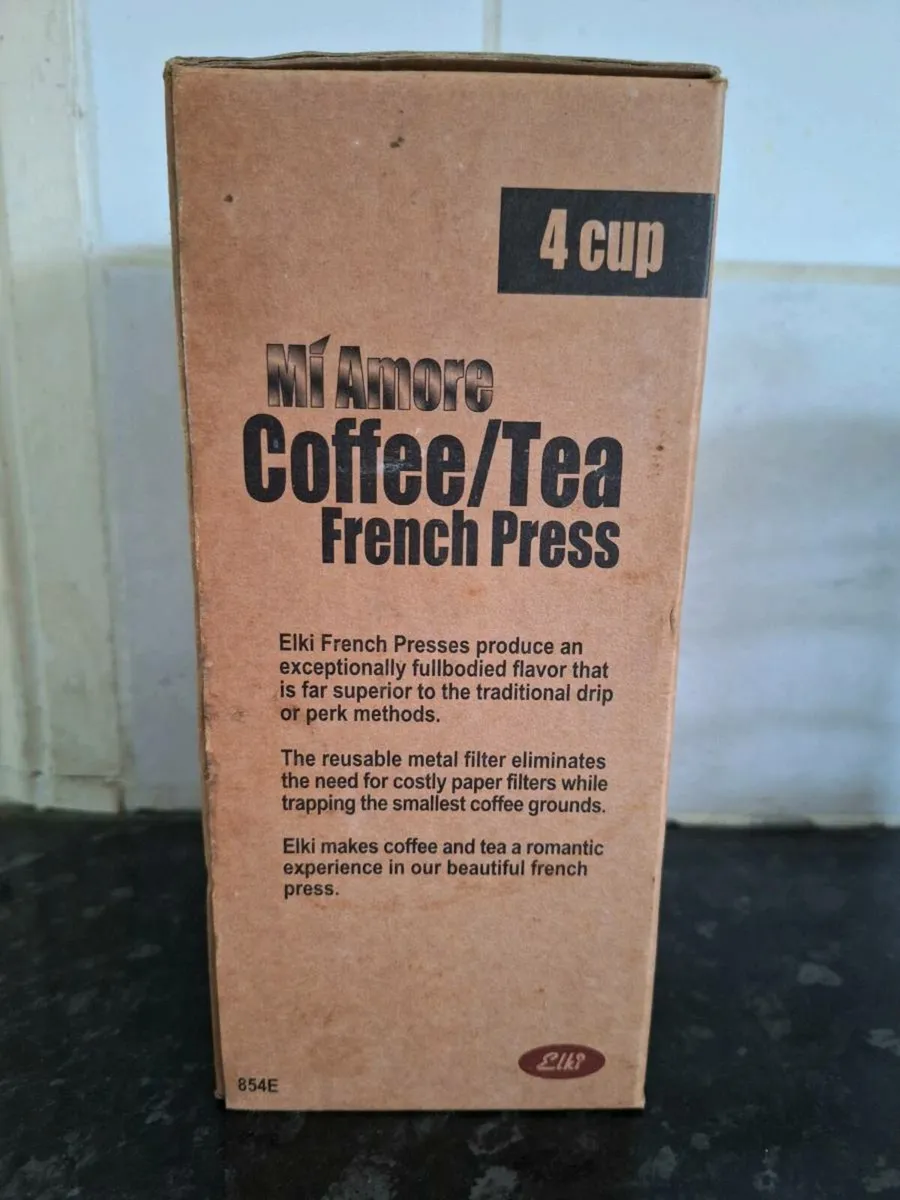 4 cup
Mí Amore
Coffee/Tea
French Press
Elki French Presses produce an
exceptionally fullbodied flavor that
is far superior to the traditional drip
or perk methods.
The reusable metal filter eliminates
the need for costly paper filters while
trapping the smallest coffee grounds.
Elki makes coffee and tea a romantic
experience in our beautiful french
press.
Elki
854E